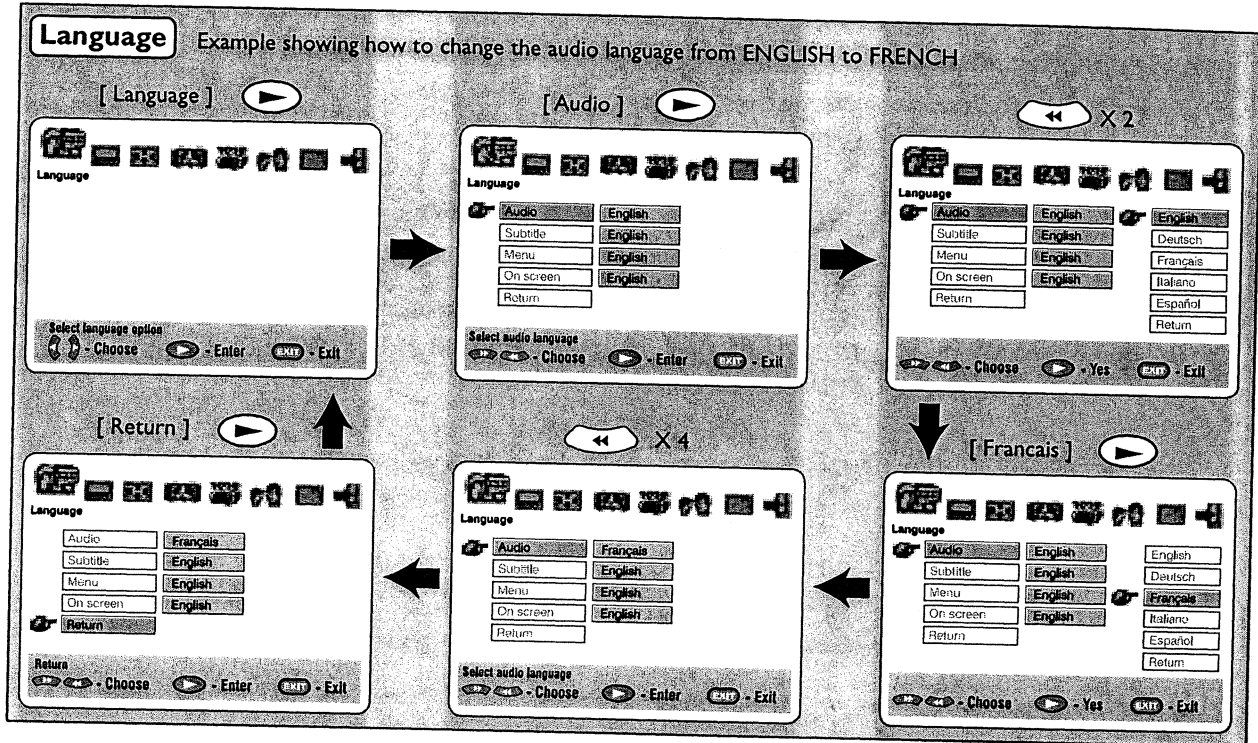 Language
Example showing how to change the audio language from ENGLISH to FRENCH
[ Language ]
Language
Select language option
- Choose - Enter EXIT - Exit
[ Audio ]
Language
Audio English
Subtitle English
Menu English
On screen English
Return
Select audio language
- Choose - Enter EXIT - Exit
X 2
Language
Audio English English
Subtitle English Deutsch
Menu English Français
On screen English Italiano
Return Español
Return
- Choose - Yes EXIT - Exit
[ Francais ]
Language
Audio English English
Subtitle English Deutsch
Menu English Français
On screen English Italiano
Return Español
Return
- Choose - Yes EXIT - Exit
X 4
Language
Audio Français
Subtitle English
Menu English
On screen English
Return
Select audio language
- Choose - Enter EXIT - Exit
[ Return ]
Language
Audio Français
Subtitle English
Menu English
On screen English
Return
Return
- Choose - Enter EXIT - Exit